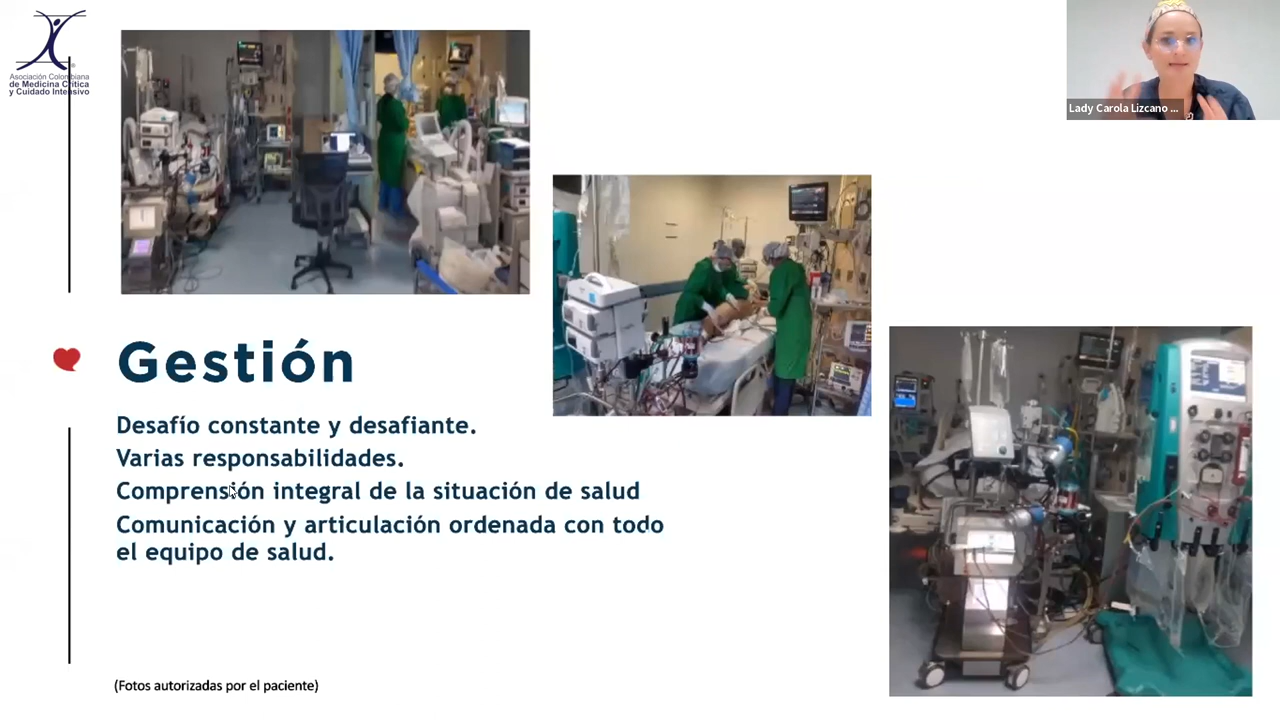 Asociación Colombiana
de Medicina Crítica
y Cuidado Intensivo
Lady Carola Lizcano ...
Gestión
Desafío constante y desafiante.
Varias responsabilidades.
Comprensión integral de la situación de salud
Comunicación y articulación ordenada con todo
el equipo de salud.
(Fotos autorizadas por el paciente)